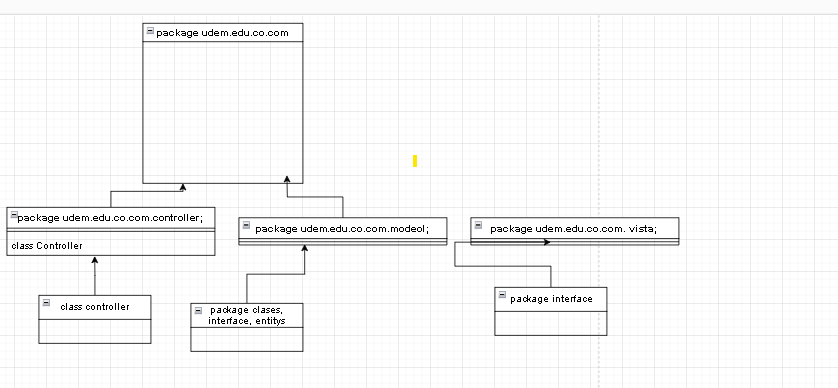 package udem.edu.co.com
package udem.edu.co.com.controller;
class Controller
package udem.edu.co.com.modeol;
package udem.edu.co.com. vista;
class controller
package clases,
interface, entitys
package interface